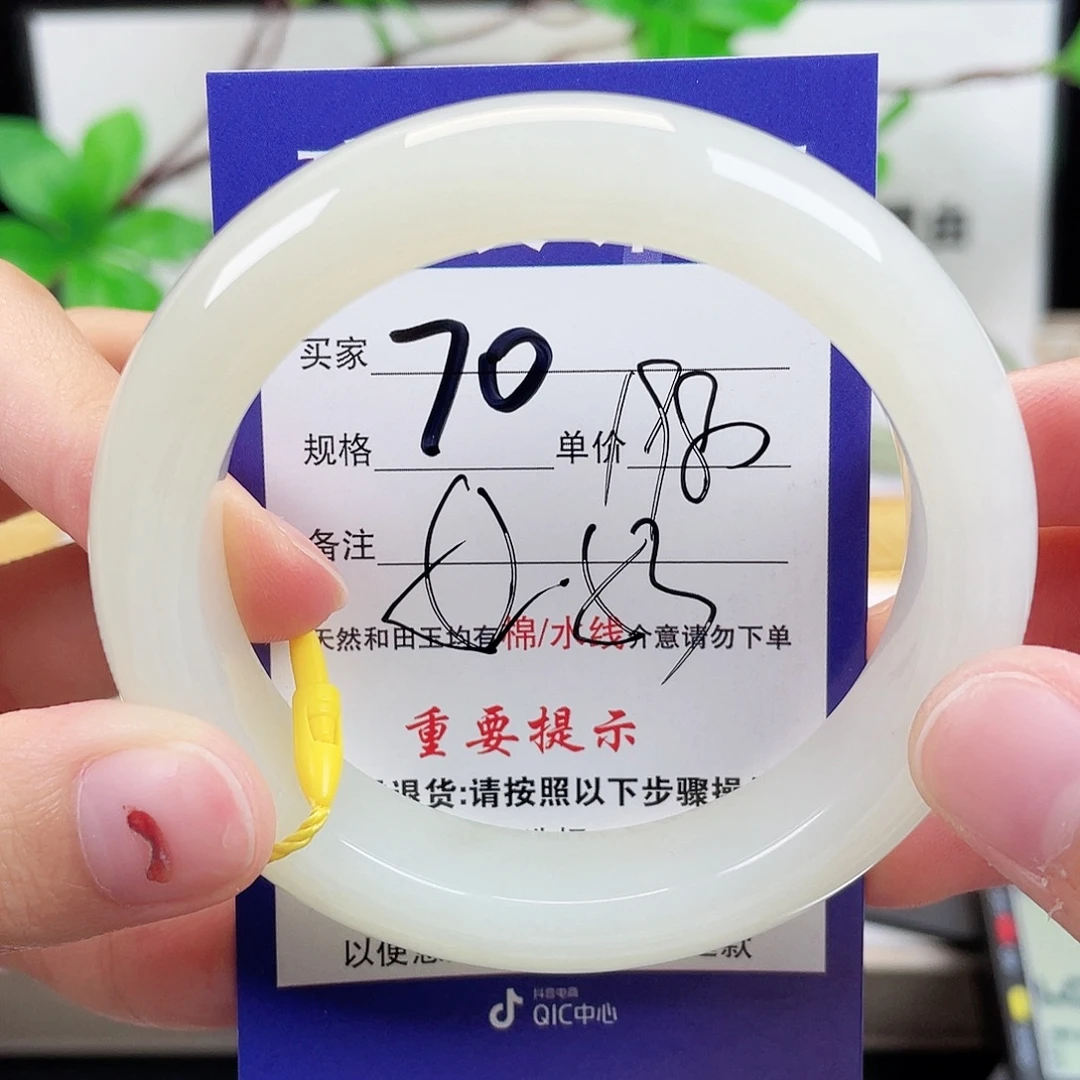 买家 70
规格 单价 198
备注
天然和田玉均有棉/水线介意请勿下单
重要提示
退货:请按照以下步骤操
以便
款
抖音电商
QIC中心